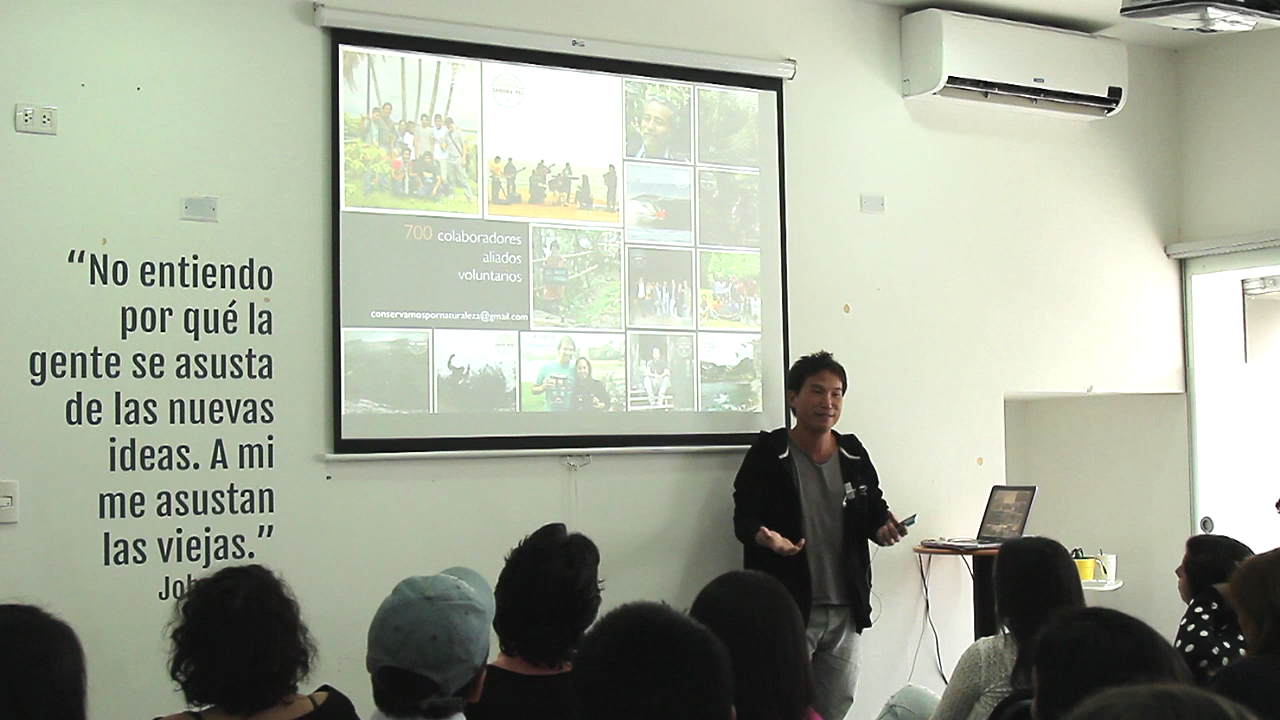 “No entiendo
por qué la
gente se asusta
de las nuevas
ideas. A mi
me asustan
las viejas.”
700 colaboradores
aliados
voluntarios
conservamospornaturaleza@gmail.com